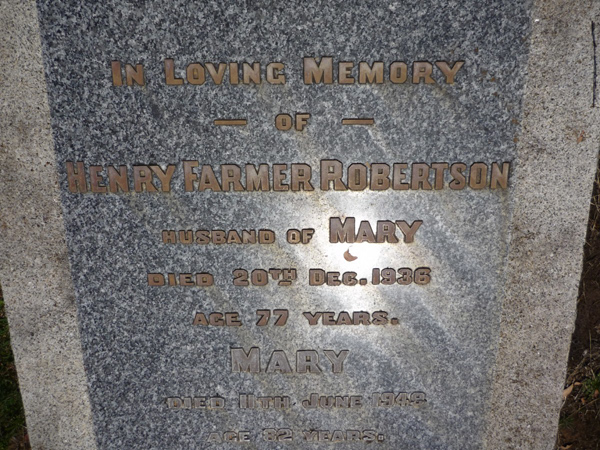 IN LOVING MEMORY
— OF —
HENRY FARMER ROBERTSON
HUSBAND OF MARY
DIED 20TH DEC. 1936
AGE 77 YEARS.
MARY
DIED 11TH JUNE
AGE 82 YEARS.